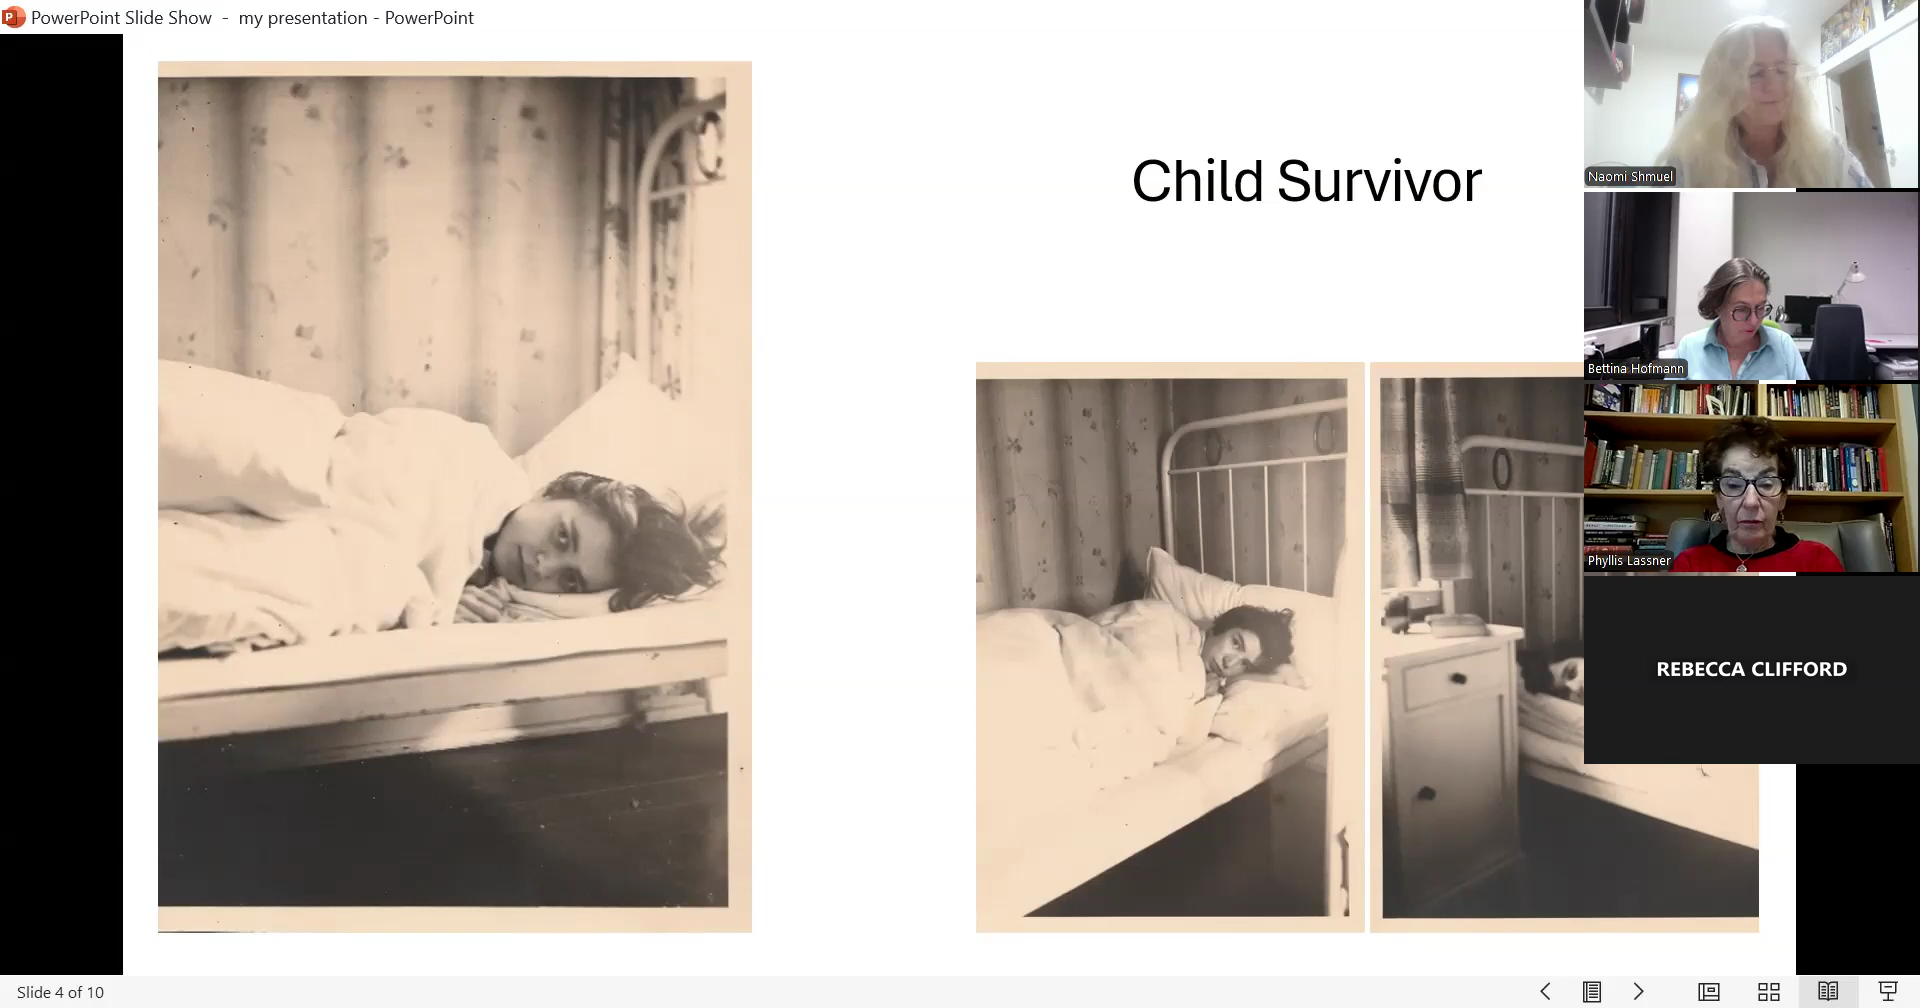 PowerPoint Slide Show - my presentation - PowerPoint
Child Survivor
Naomi Shmuel
Bettina Hofmann
Phyllis Lassner
REBECCA CLIFFORD
Slide 4 of 10